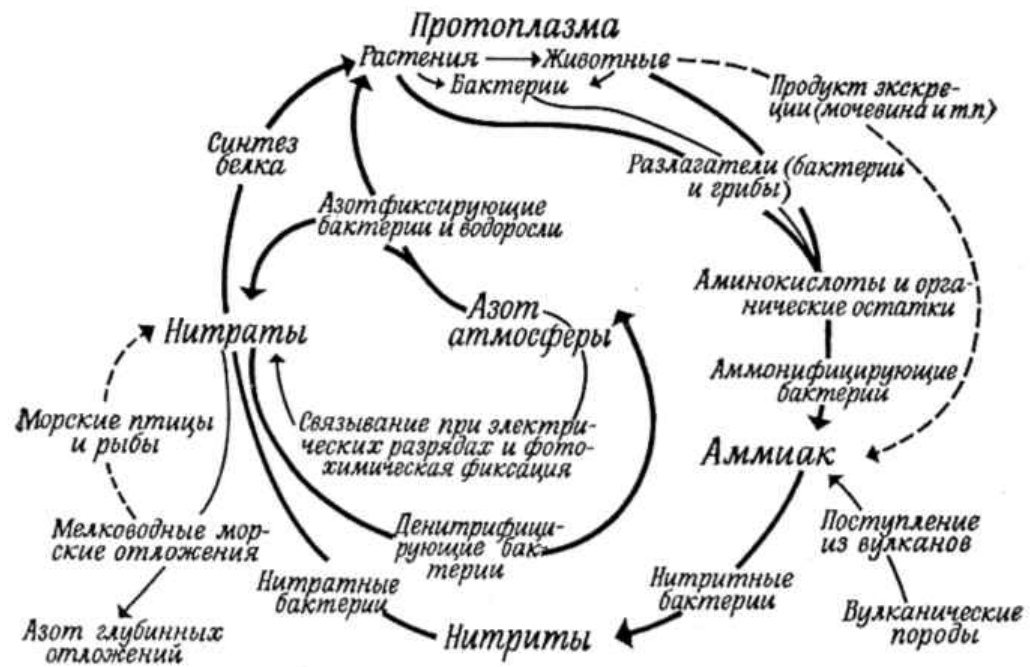 Протоплазма
Растения
Животные
Бактерии
Продукт экскре-
ции (мочевина и т.п.)
Синтез
белка
Разлагатели (бактерии
и грибы)
Азотфиксирующие
бактерии и водоросли
Аминокислоты и орга-
нические остатки
Азот
атмосферы
Нитраты
Аммонифицирующие
бактерии
Морские птицы
и рыбы
Связывание при электри-
ческих разрядах и фото-
химическая фиксация
Аммиак
Мелководные мор-
ские отложения
Денитрифици-
рующие бак-
терии
Поступление
из вулканов
Нитратные
бактерии
Нитритные
бактерии
Вулканические
породы
Азот глубинных
отложений
Нитриты